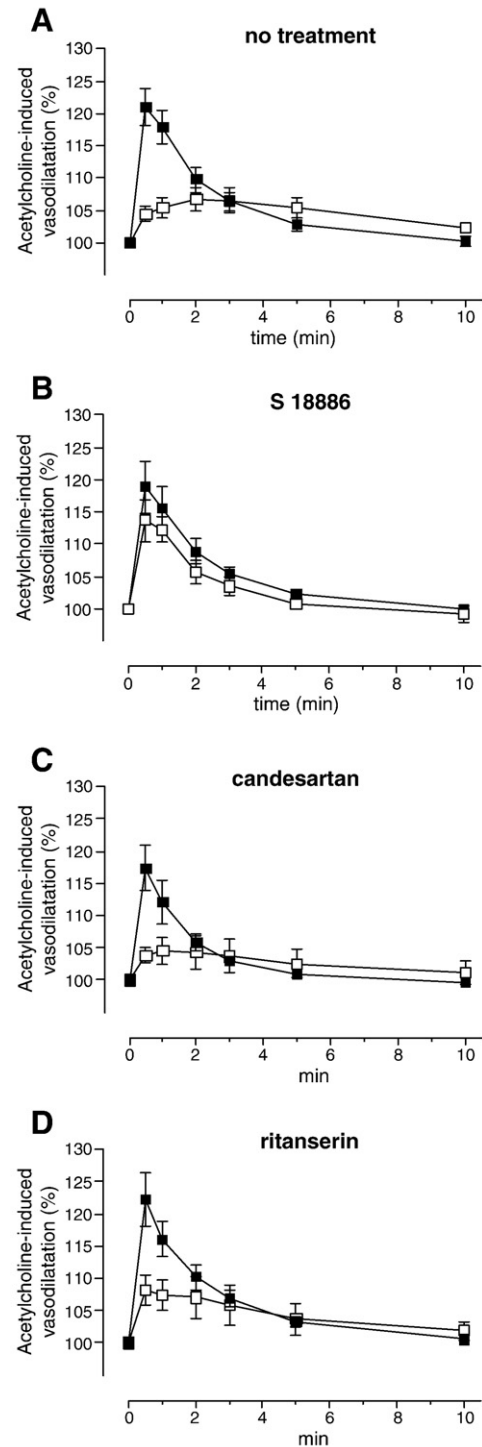 A
no treatment
Acetylcholine-induced
vasodilatation (%)
130
125
120
115
110
105
100
0 2 4 6 8 10
time (min)
B
S 18886
Acetylcholine-induced
vasodilatation (%)
130
125
120
115
110
105
100
0 2 4 6 8 10
time (min)
C
candesartan
Acetylcholine-induced
vasodilatation (%)
130
125
120
115
110
105
100
0 2 4 6 8 10
min
D
ritanserin
Acetylcholine-induced
vasodilatation (%)
130
125
120
115
110
105
100
0 2 4 6 8 10
min